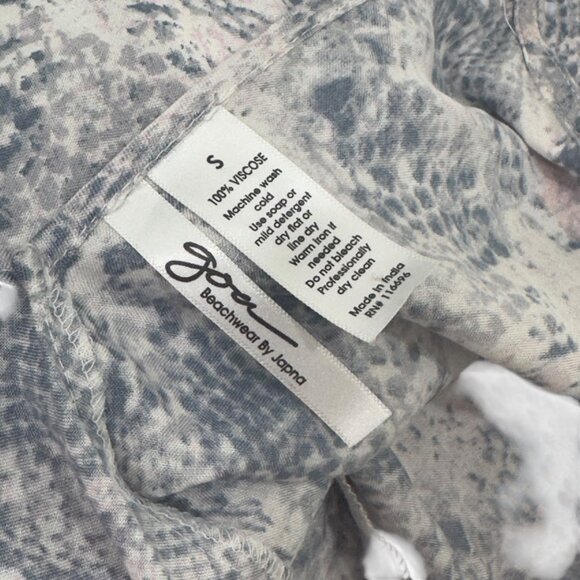 S
100% VISCOSE
Machine wash
cold
Use soap or
mild detergent
dry flat or
line dry
Warm iron if
needed
Do not bleach
Professionally
dry clean
Made in India
RN# 116696
goa
Beachwear By Japna